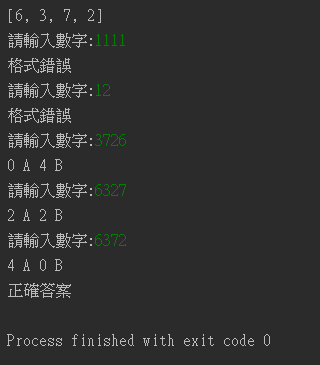 [6, 3, 7, 2]
請輸入數字:1111
格式錯誤
請輸入數字:12
格式錯誤
請輸入數字:3726
0 A 4 B
請輸入數字:6327
2 A 2 B
請輸入數字:6372
4 A 0 B
正確答案
Process finished with exit code 0